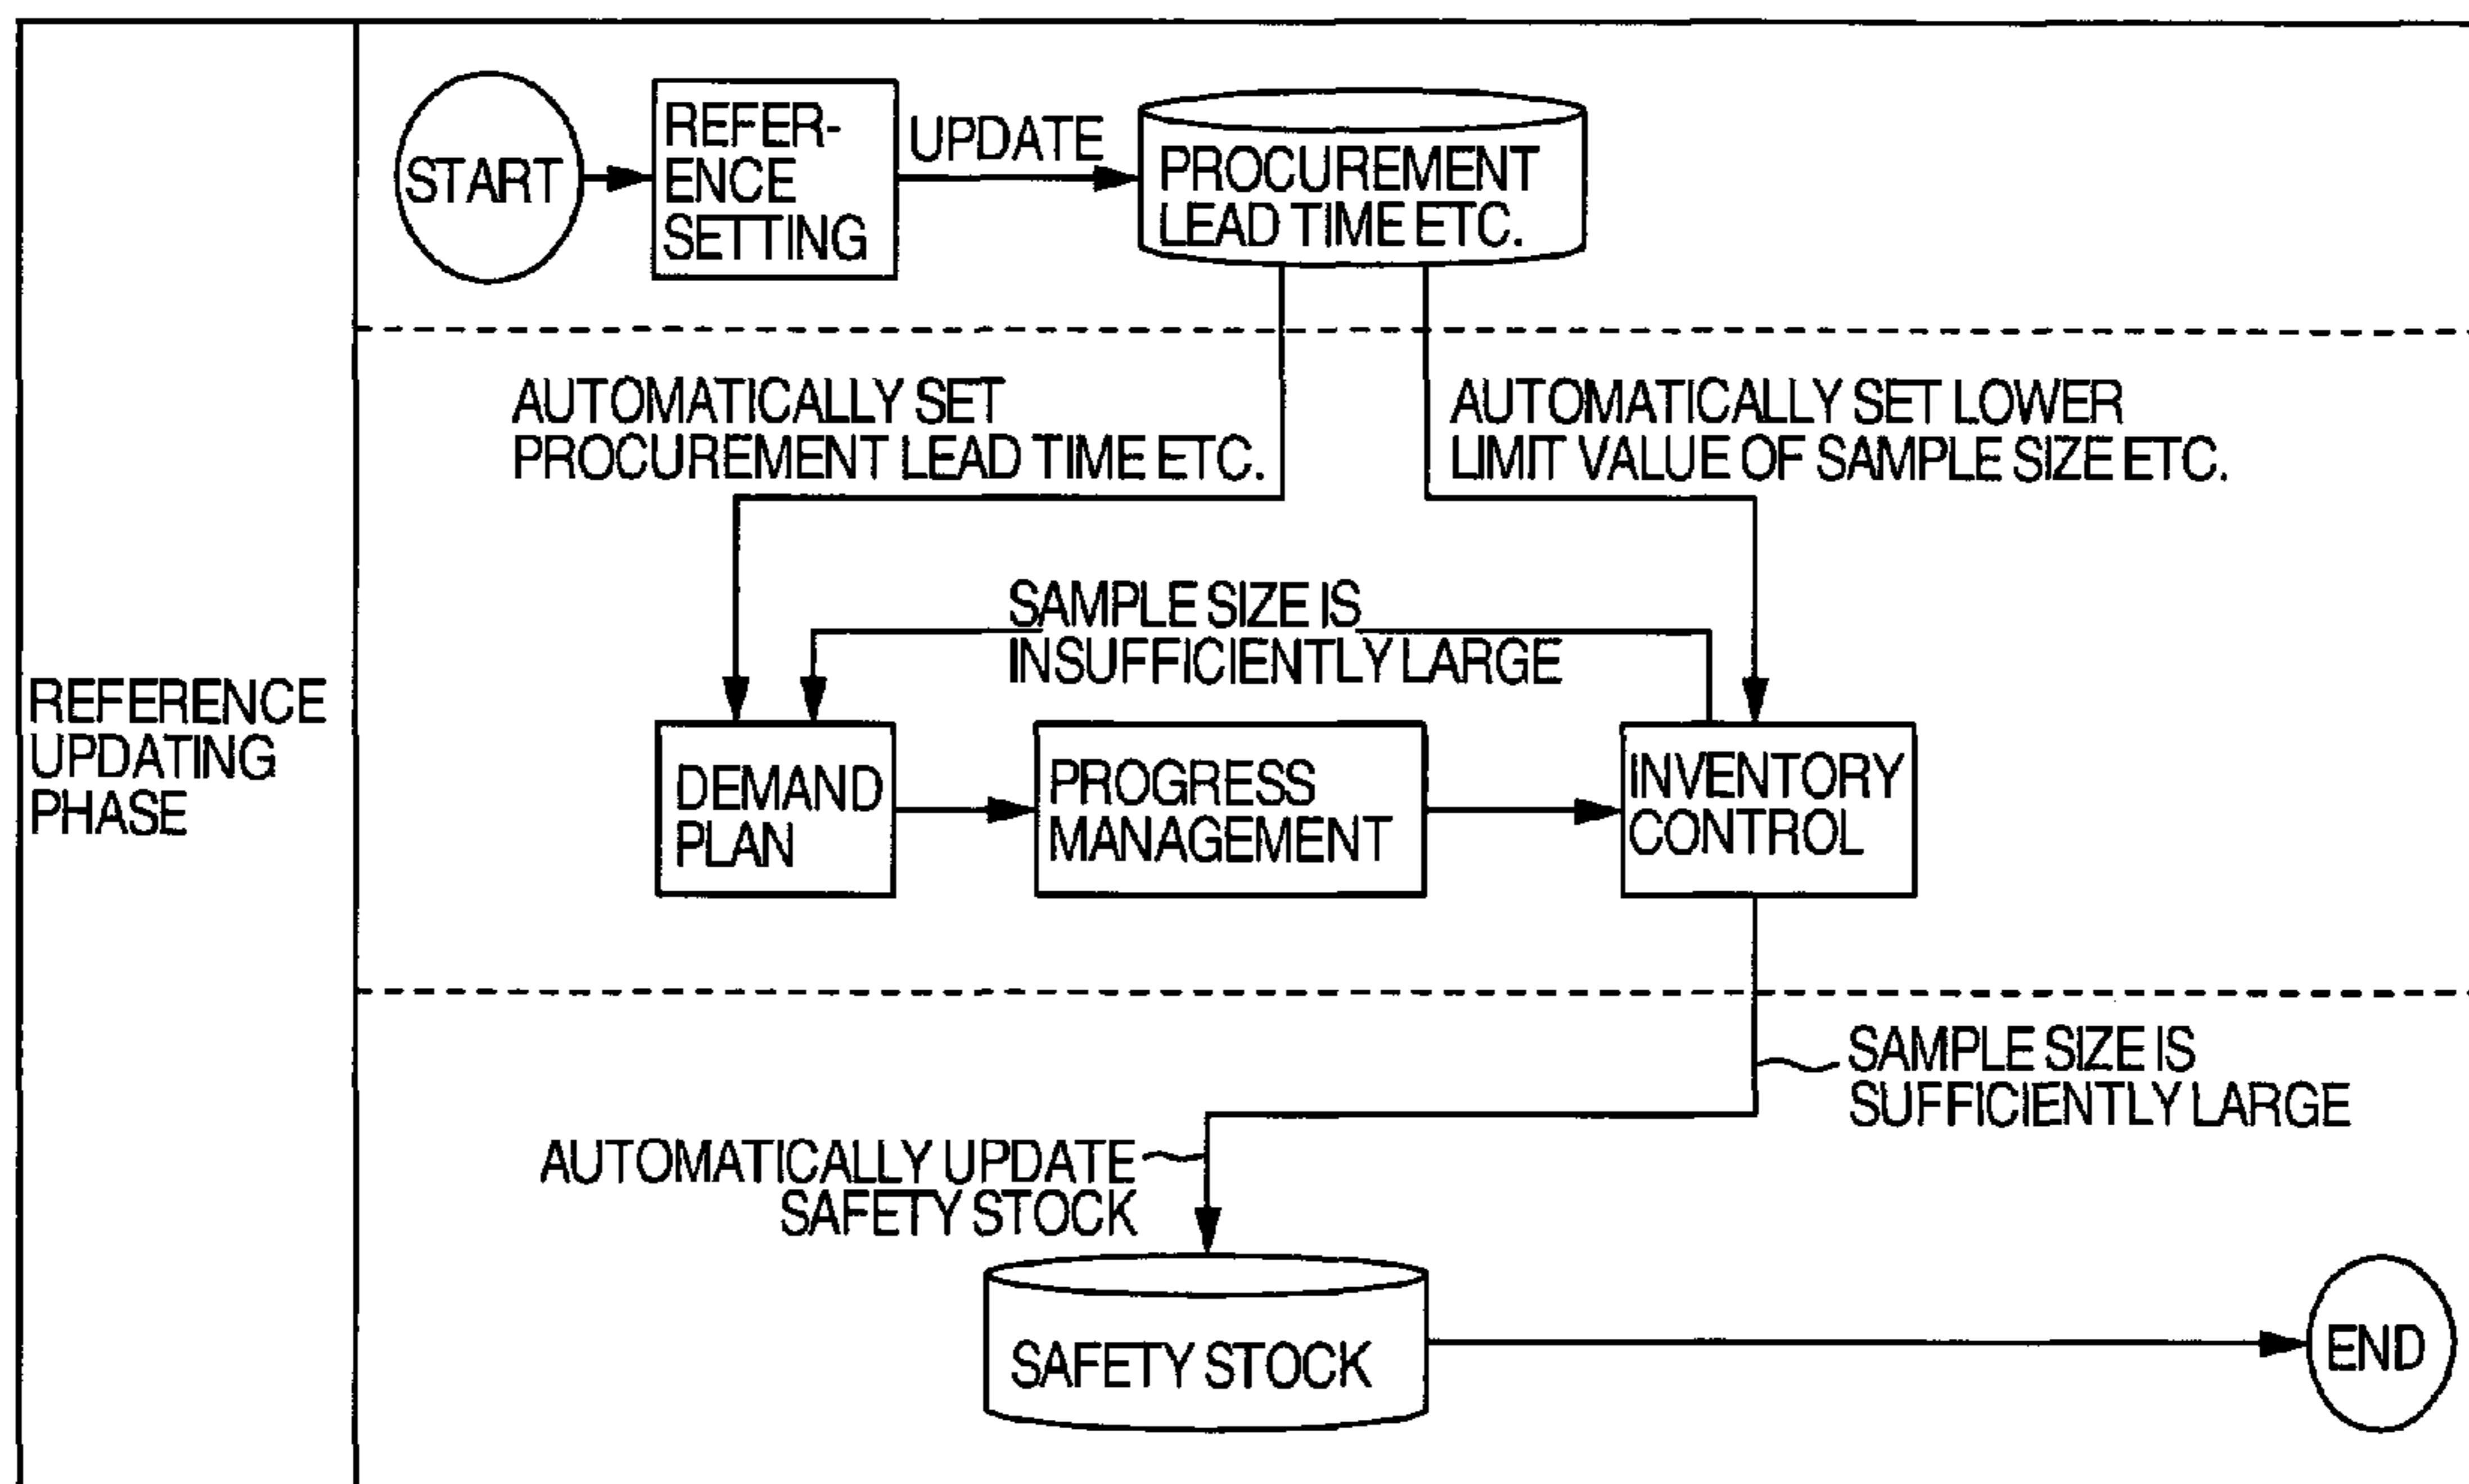 REFERENCE
UPDATING
PHASE
START
REFER-
ENCE
SETTING
UPDATE
PROCUREMENT
LEAD TIME ETC.
AUTOMATICALLY SET
PROCUREMENT LEAD TIME ETC.
AUTOMATICALLY SET LOWER
LIMIT VALUE OF SAMPLE SIZE ETC.
SAMPLE SIZE IS
INSUFFICIENTLY LARGE
DEMAND
PLAN
PROGRESS
MANAGEMENT
INVENTORY
CONTROL
SAMPLE SIZE IS
SUFFICIENTLY LARGE
AUTOMATICALLY UPDATE
SAFETY STOCK
SAFETY STOCK
END